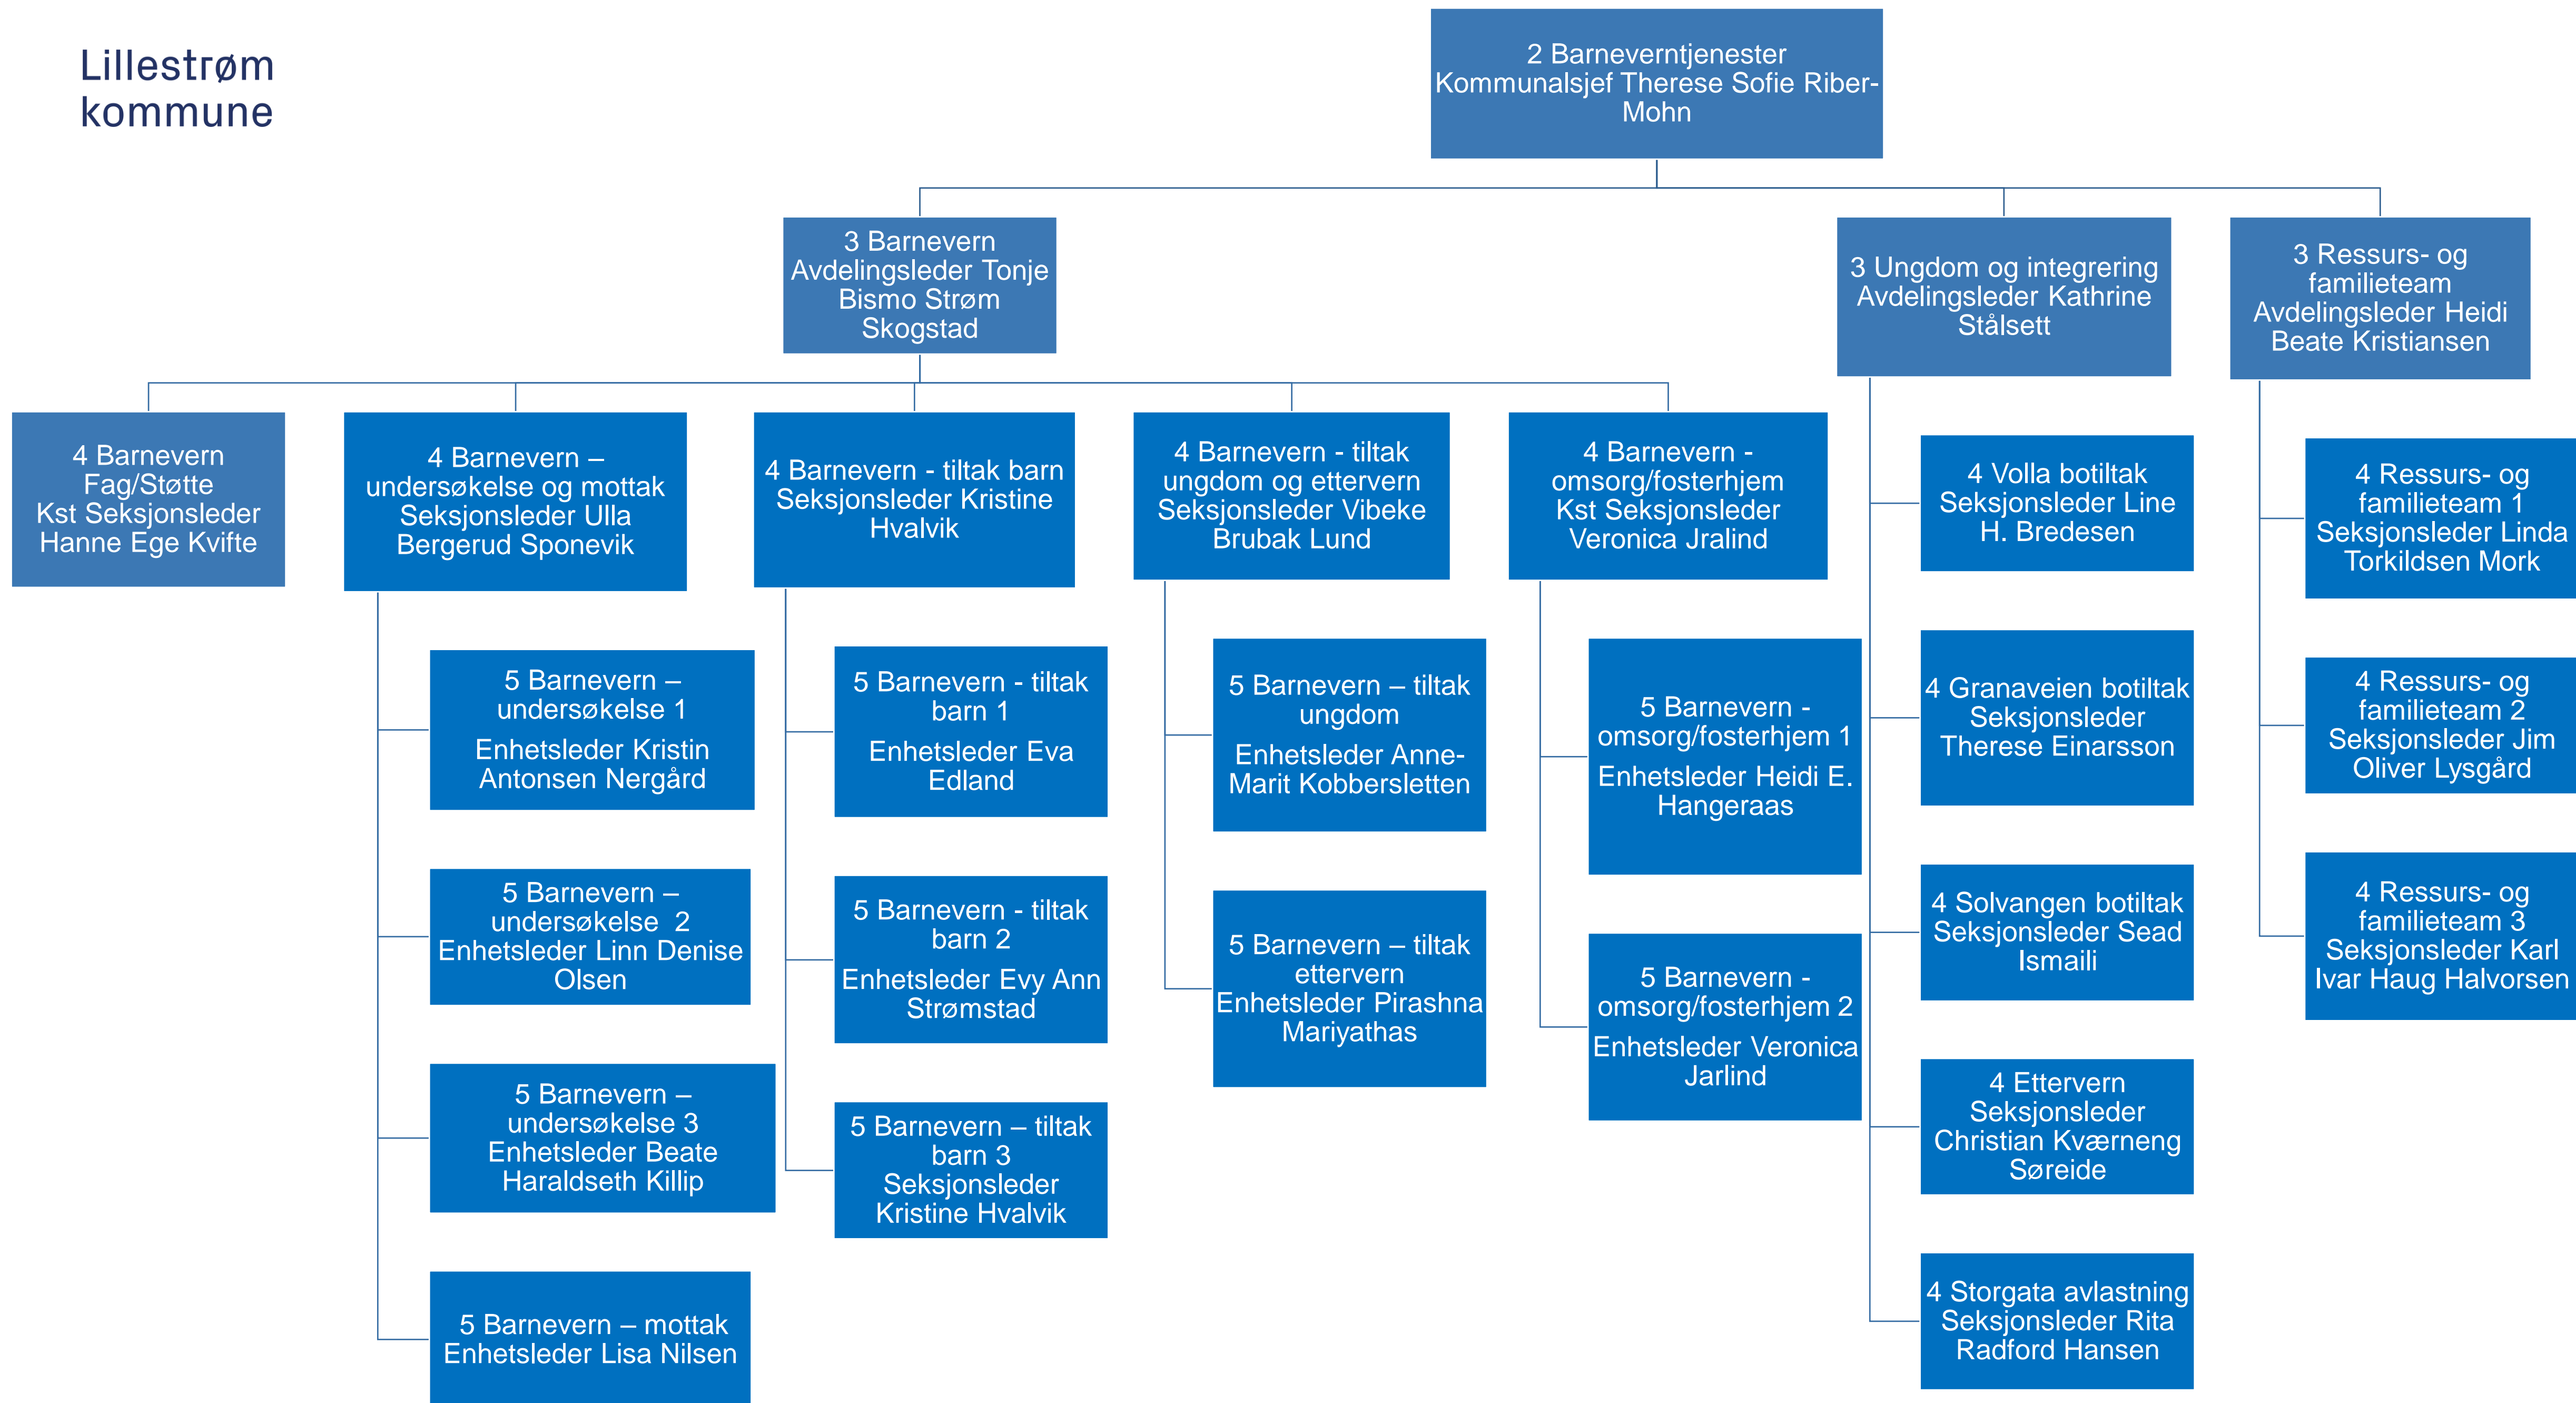 Lillestrøm
kommune
2 Barneverntjenester
Kommunalsjef Therese Sofie Riber-
Mohn
3 Barnevern
Avdelingsleder Tonje
Bismo Strøm
Skogstad
3 Ungdom og integrering
Avdelingsleder Kathrine
Stålsett
3 Ressurs- og
familieteam
Avdelingsleder Heidi
Beate Kristiansen
4 Barnevern
Fag/Støtte
Kst Seksjonsleder
Hanne Ege Kvifte
4 Barnevern –
undersøkelse og mottak
Seksjonsleder Ulla
Bergerud Sponevik
4 Barnevern - tiltak barn
Seksjonsleder Kristine
Hvalvik
4 Barnevern - tiltak
ungdom og ettervern
Seksjonsleder Vibeke
Brubak Lund
4 Barnevern -
omsorg/fosterhjem
Kst Seksjonsleder
Veronica Jralind
5 Barnevern –
undersøkelse 1
Enhetsleder Kristin
Antonsen Nergård
5 Barnevern –
undersøkelse  2
Enhetsleder Linn Denise
Olsen
5 Barnevern –
undersøkelse 3
Enhetsleder Beate
Haraldseth Killip
5 Barnevern – mottak
Enhetsleder Lisa Nilsen
5 Barnevern - tiltak
barn 1
Enhetsleder Eva
Edland
5 Barnevern - tiltak
barn 2
Enhetsleder Evy Ann
Strømstad
5 Barnevern – tiltak
barn 3
Seksjonsleder
Kristine Hvalvik
5 Barnevern – tiltak
ungdom
Enhetsleder Anne-
Marit Kobbersletten
5 Barnevern – tiltak
ettervern
Enhetsleder Pirashna
Mariyathas
5 Barnevern -
omsorg/fosterhjem 1
Enhetsleder Heidi E.
Hangeraas
5 Barnevern -
omsorg/fosterhjem 2
Enhetsleder Veronica
Jarlind
4 Volla botiltak
Seksjonsleder Line
H. Bredesen
4 Granaveien botiltak
Seksjonsleder
Therese Einarsson
4 Solvangen botiltak
Seksjonsleder Sead
Ismaili
4 Ettervern
Seksjonsleder
Christian Kværneng
Søreide
4 Storgata avlastning
Seksjonsleder Rita
Radford Hansen
4 Ressurs- og
familieteam 1
Seksjonsleder Linda
Torkildsen Mork
4 Ressurs- og
familieteam 2
Seksjonsleder Jim
Oliver Lysgård
4 Ressurs- og
familieteam 3
Seksjonsleder Karl
Ivar Haug Halvorsen